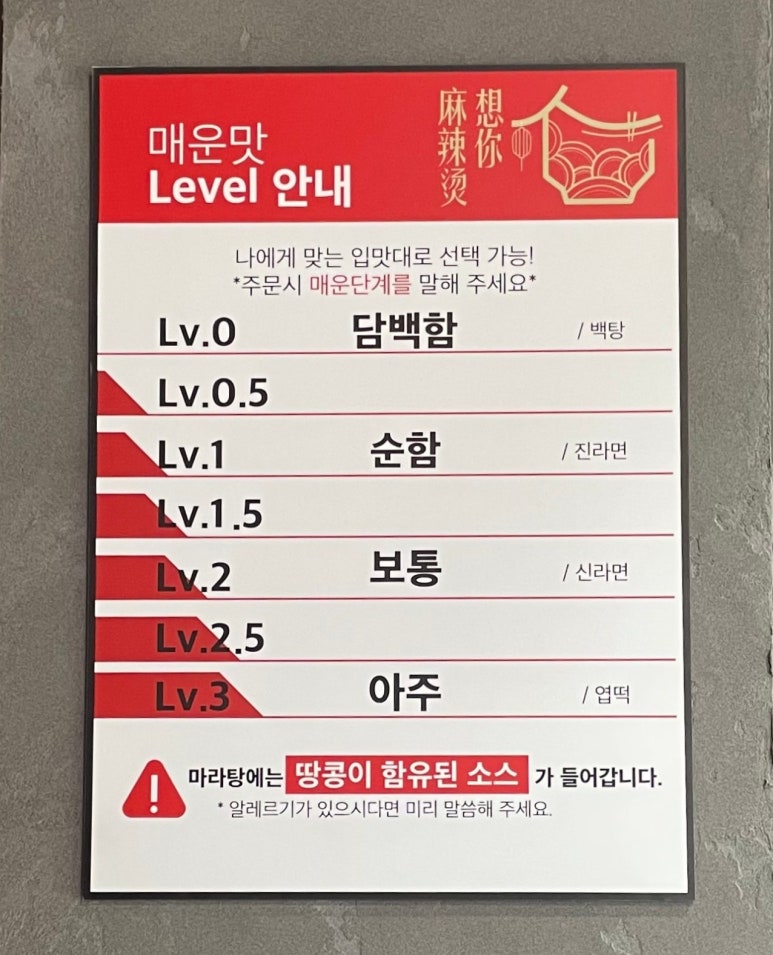 매운맛
Level 안내
想你
麻辣烫
나에게 맞는 입맛대로 선택 가능!
*주문시 매운단계를 말해 주세요*
Lv.0 담백함 / 백탕
Lv.0.5
Lv.1 순함 / 진라면
Lv.1.5
Lv.2 보통 / 신라면
Lv.2.5
Lv.3 아주 / 엽떡
마라탕에는 땅콩이 함유된 소스 가 들어갑니다.
* 알레르기가 있으시다면 미리 말씀해 주세요.